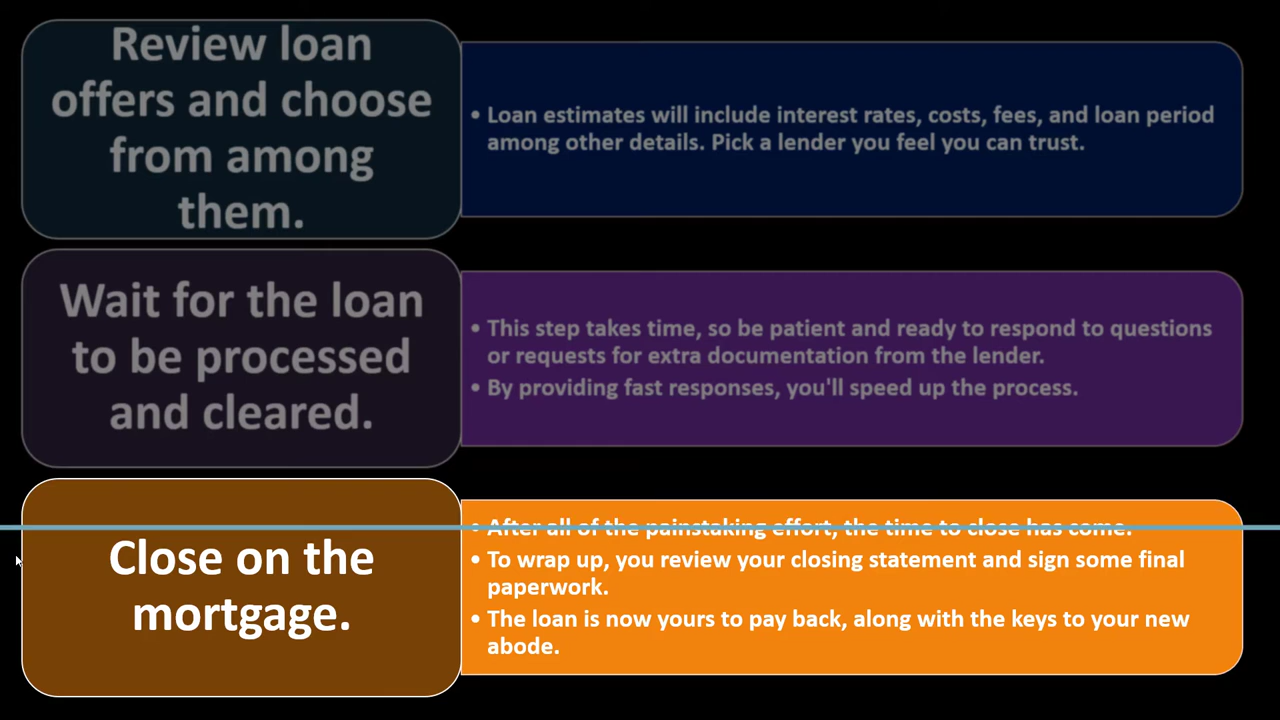 Review loan
offers and choose
from among
them.
• Loan estimates will include interest rates, costs, fees, and loan period
among other details. Pick a lender you feel you can trust.
Wait for the loan
to be processed
and cleared.
• This step takes time, so be patient and ready to respond to questions
or requests for extra documentation from the lender.
• By providing fast responses, you'll speed up the process.
Close on the
mortgage.
• After all of the painstaking effort, the time to close has come.
• To wrap up, you review your closing statement and sign some final
paperwork.
• The loan is now yours to pay back, along with the keys to your new
abode.